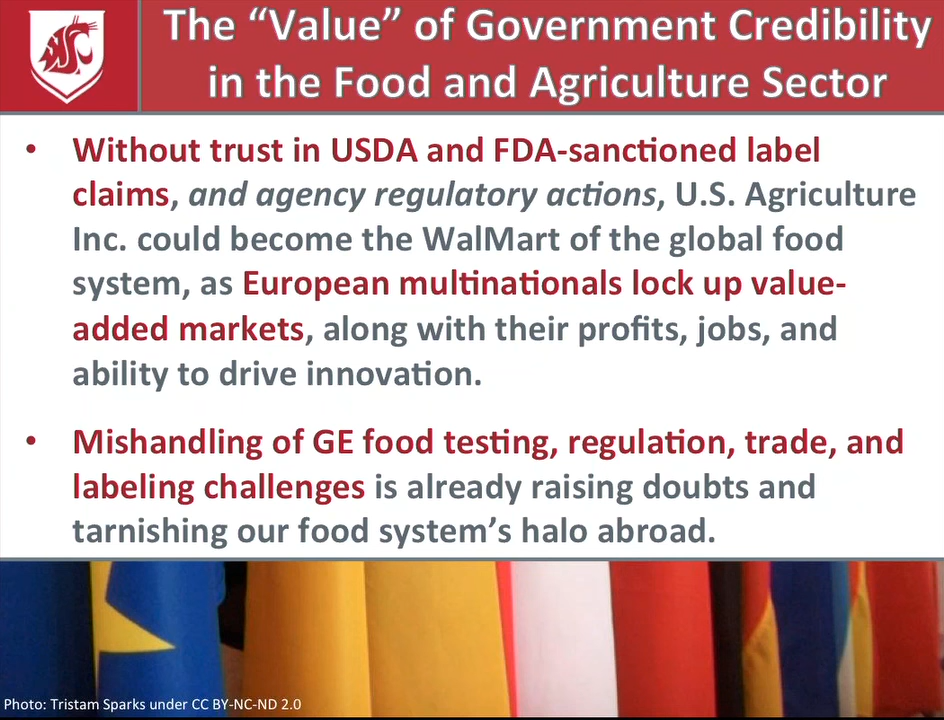 The “Value” of Government Credibility
in the Food and Agriculture Sector
• Without trust in USDA and FDA-sanctioned label
claims, and agency regulatory actions, U.S. Agriculture
Inc. could become the WalMart of the global food
system, as European multinationals lock up value-
added markets, along with their profits, jobs, and
ability to drive innovation.
• Mishandling of GE food testing, regulation, trade, and
labeling challenges is already raising doubts and
tarnishing our food system’s halo abroad.
Photo: Tristam Sparks under CC BY-NC-ND 2.0